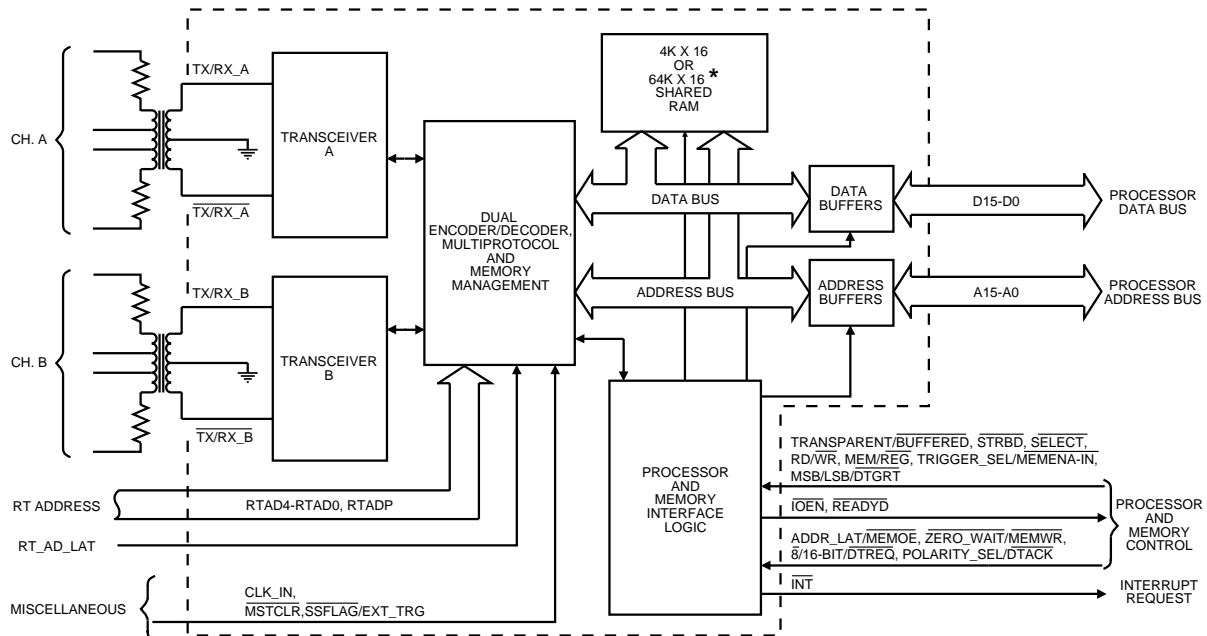 4K X 16
OR
64K X 16 *
SHARED
RAM
CH. A
TX/RX_A
TRANSCEIVER
A
TX/RX_A
DUAL
ENCODER/DECODER,
MULTIPROTOCOL
AND
MEMORY
MANAGEMENT
DATA BUS
DATA
BUFFERS
D15-D0
PROCESSOR
DATA BUS
ADDRESS BUS
ADDRESS
BUFFERS
A15-A0
PROCESSOR
ADDRESS BUS
CH. B
TX/RX_B
TRANSCEIVER
B
TX/RX_B
PROCESSOR
AND
MEMORY
INTERFACE
LOGIC
TRANSPARENT/BUFFERED, STRBD, SELECT,
RD/WR, MEM/REG, TRIGGER_SEL/MEMENA-IN,
MSB/LSB/DTGRT
IOEN, READYD
ADDR_LAT/MEMOE, ZERO_WAIT/MEMWR,
8/16-BIT/DTREQ, POLARITY_SEL/DTACK
PROCESSOR
AND
MEMORY
CONTROL
INT
INTERRUPT
REQUEST
RT ADDRESS
RTAD4-RTAD0, RTADP
RT_AD_LAT
MISCELLANEOUS
CLK_IN,
MSTCLR,SSFLAG/EXT_TRG